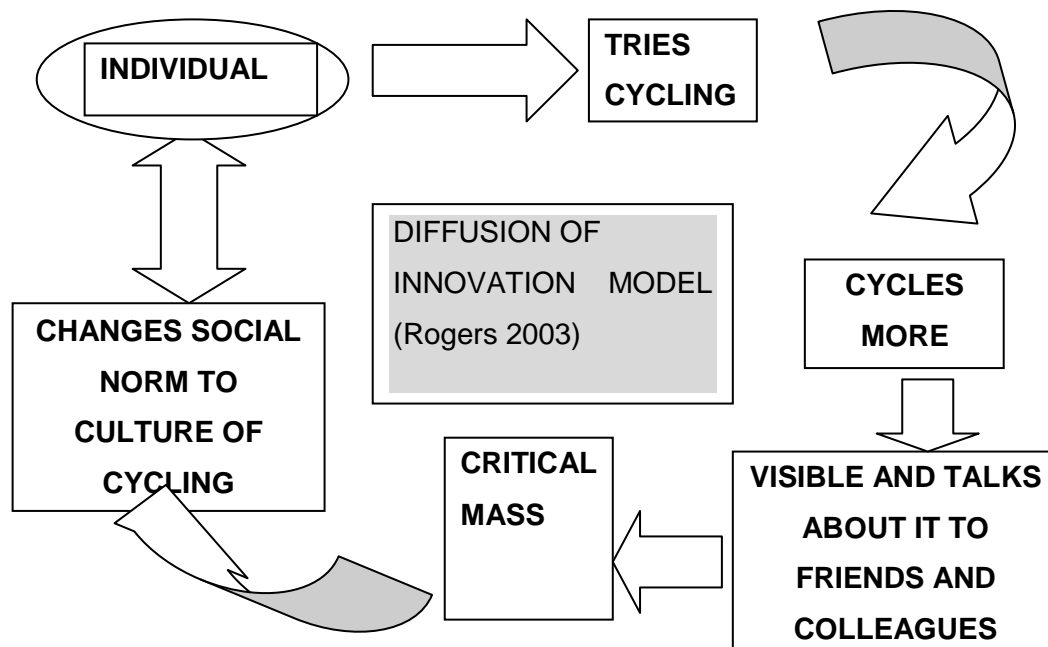 INDIVIDUAL
TRIES
CYCLING
DIFFUSION OF
INNOVATION MODEL
(Rogers 2003)
CYCLES
MORE
CHANGES SOCIAL
NORM TO
CULTURE OF
CYCLING
CRITICAL
MASS
VISIBLE AND TALKS
ABOUT IT TO
FRIENDS AND
COLLEAGUES